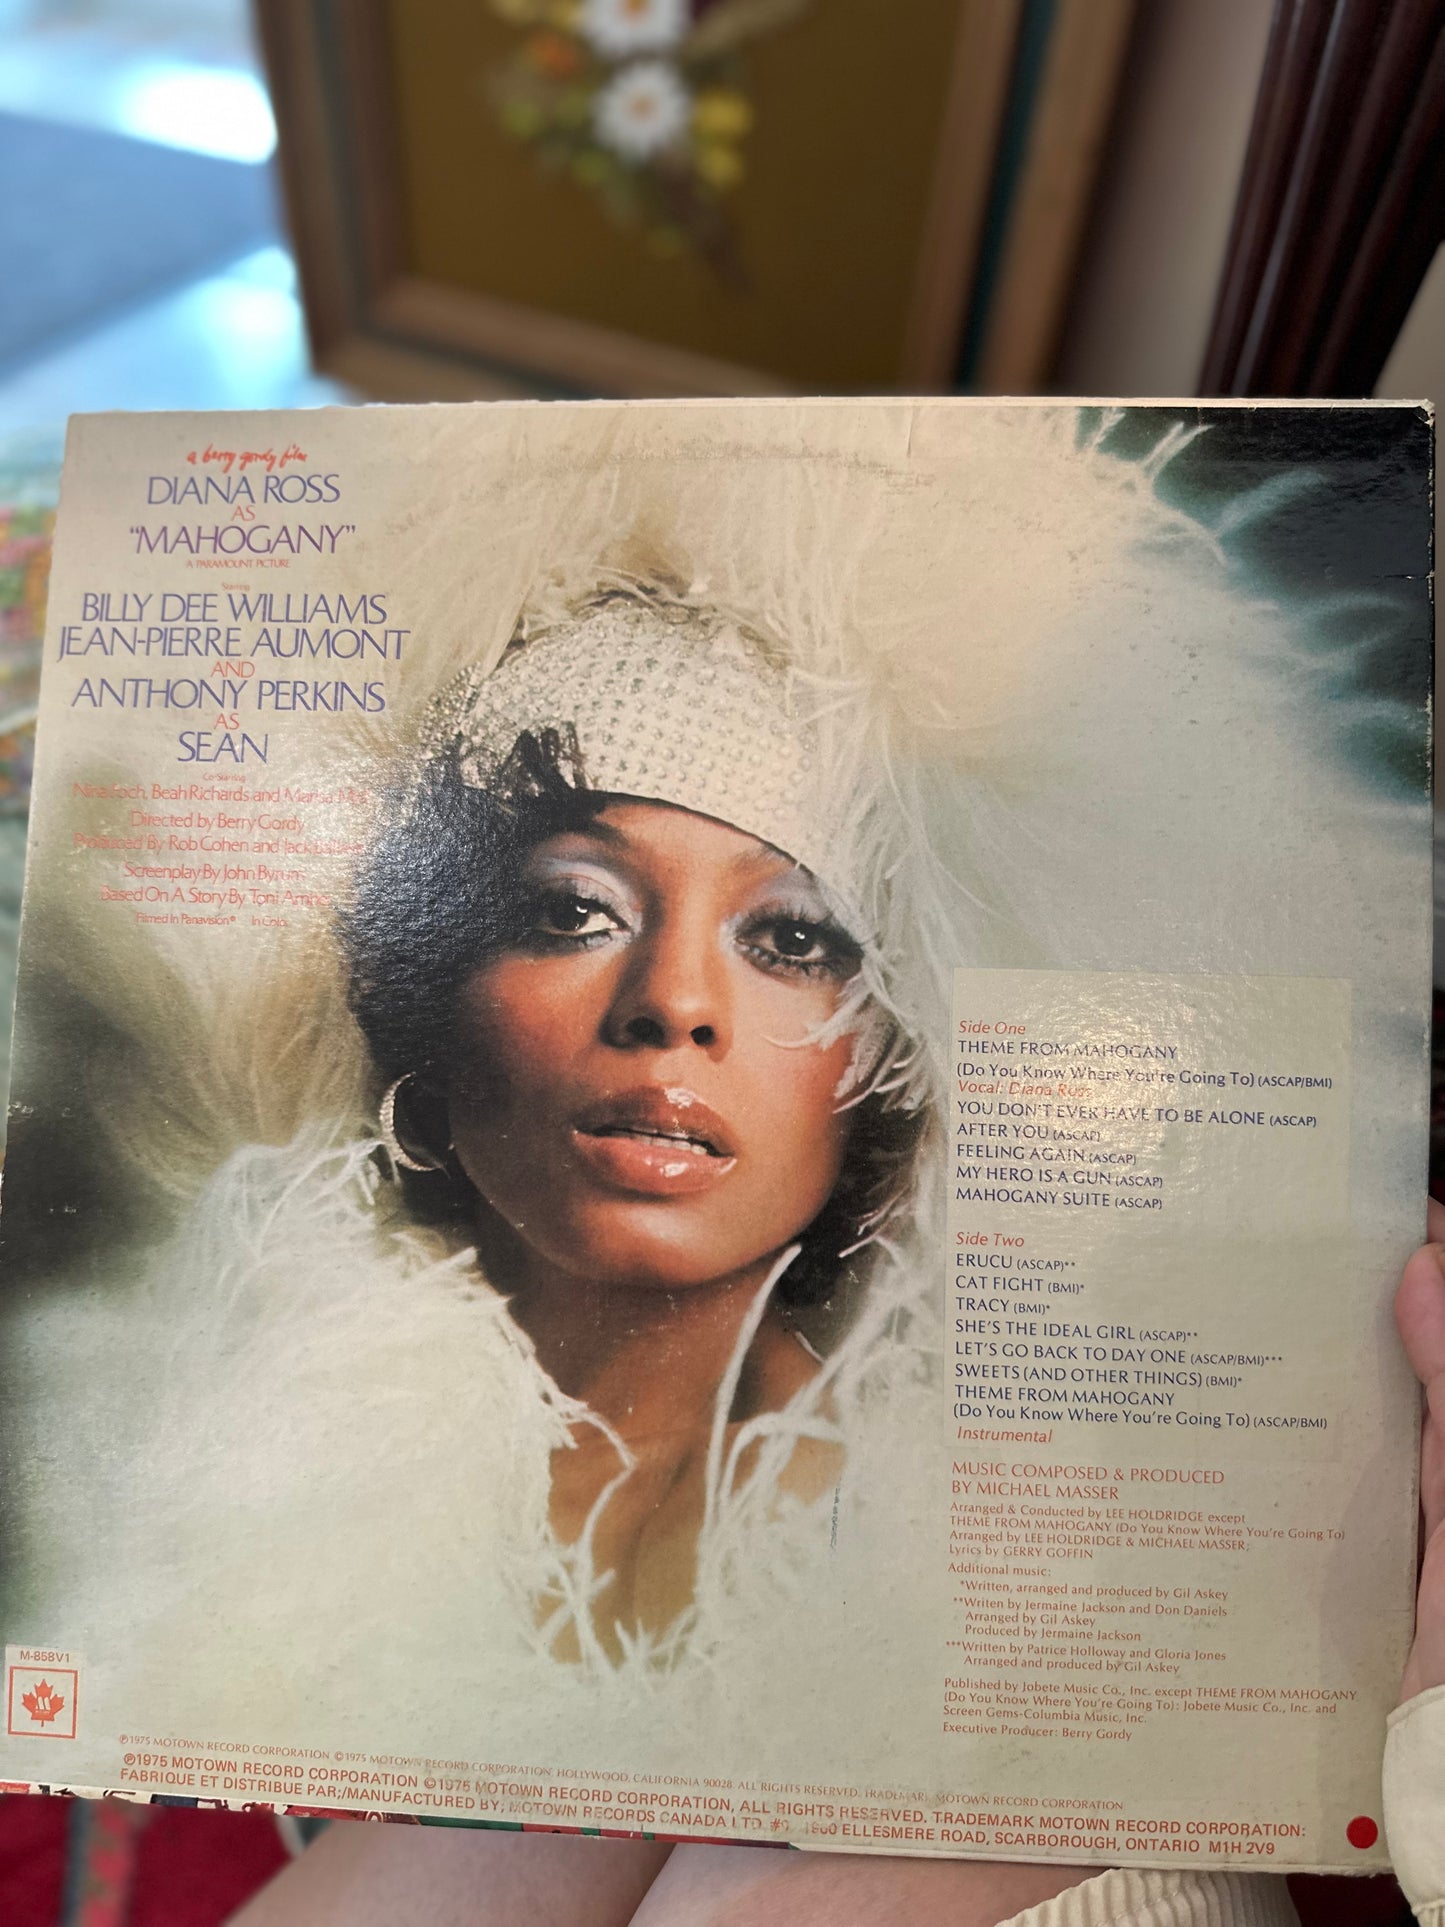 a berry gordy film
DIANA ROSS
AS
“MAHOGANY”
A PARAMOUNT PICTURE
Starring
BILLY DEE WILLIAMS
JEAN-PIERRE AUMONT
AND
ANTHONY PERKINS
AS
SEAN
Co-Starring
Nina Foch, Beah Richards and Marisa
Directed by Berry Gordy
Produced By Rob Cohen and Jack
Screenplay By John Byrum
Based On A Story By Toni
Filmed In Panavision® In Color
Side One
THEME FROM MAHOGANY
(Do You Know Where You're Going To) (ASCAP/BMI)
Vocal: Diana Ross
YOU DON'T EVER HAVE TO BE ALONE (ASCAP)
AFTER YOU (ASCAP)
FEELING AGAIN (ASCAP)
MY HERO IS A GUN (ASCAP)
MAHOGANY SUITE (ASCAP)
Side Two
ERUCU (ASCAP)**
CAT FIGHT (BMI)*
TRACY (BMI)*
SHE'S THE IDEAL GIRL (ASCAP)**
LET'S GO BACK TO DAY ONE (ASCAP/BMI)***
SWEETS (AND OTHER THINGS) (BMI)*
THEME FROM MAHOGANY
(Do You Know Where You're Going To) (ASCAP/BMI)
Instrumental
MUSIC COMPOSED & PRODUCED
BY MICHAEL MASSER
Arranged & Conducted by LEE HOLDRIDGE except
THEME FROM MAHOGANY (Do You Know Where You're Going To)
Arranged by LEE HOLDRIDGE & MICHAEL MASSER;
Lyrics by GERRY GOFFIN
Additional music:
*Written, arranged and produced by Gil Askey
**Writen by Jermaine Jackson and Don Daniels
Arranged by Gil Askey
Produced by Jermaine Jackson
***Written by Patrice Holloway and Gloria Jones
Arranged and produced by Gil Askey
Published by Jobete Music Co., Inc. except THEME FROM MAHOGANY
(Do You Know Where You're Going To): Jobete Music Co., Inc. and
Screen Gems-Columbia Music, Inc.
Executive Producer: Berry Gordy
M-858V1
M
℗1975 MOTOWN RECORD CORPORATION ©1975 MOTOWN RECORD CORPORATION, HOLLYWOOD, CALIFORNIA 90028. ALL RIGHTS RESERVED. TRADEMARK MOTOWN RECORD CORPORATION
℗1975 MOTOWN RECORD CORPORATION ©1975 MOTOWN RECORD CORPORATION, ALL RIGHTS RESERVED. TRADEMARK MOTOWN RECORD CORPORATION:
FABRIQUE ET DISTRIBUE PAR;/MANUFACTURED BY; MOTOWN RECORDS CANADA LTD. 1980 ELLESMERE ROAD, SCARBOROUGH, ONTARIO M1H 2V9